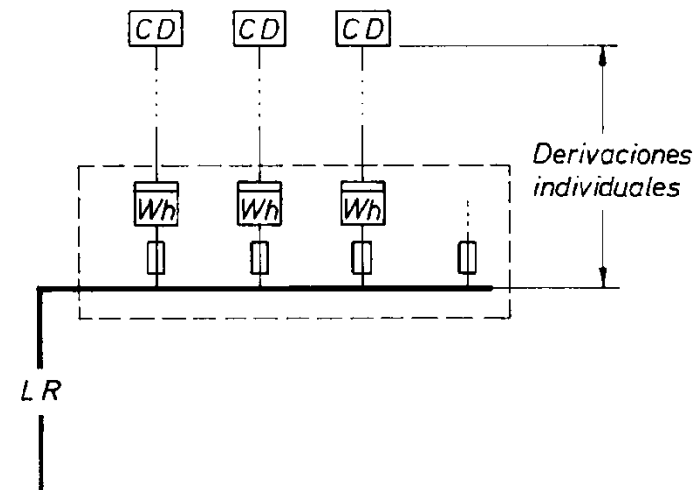 CD CD CD
Derivaciones
individuales
Wh Wh Wh
LR